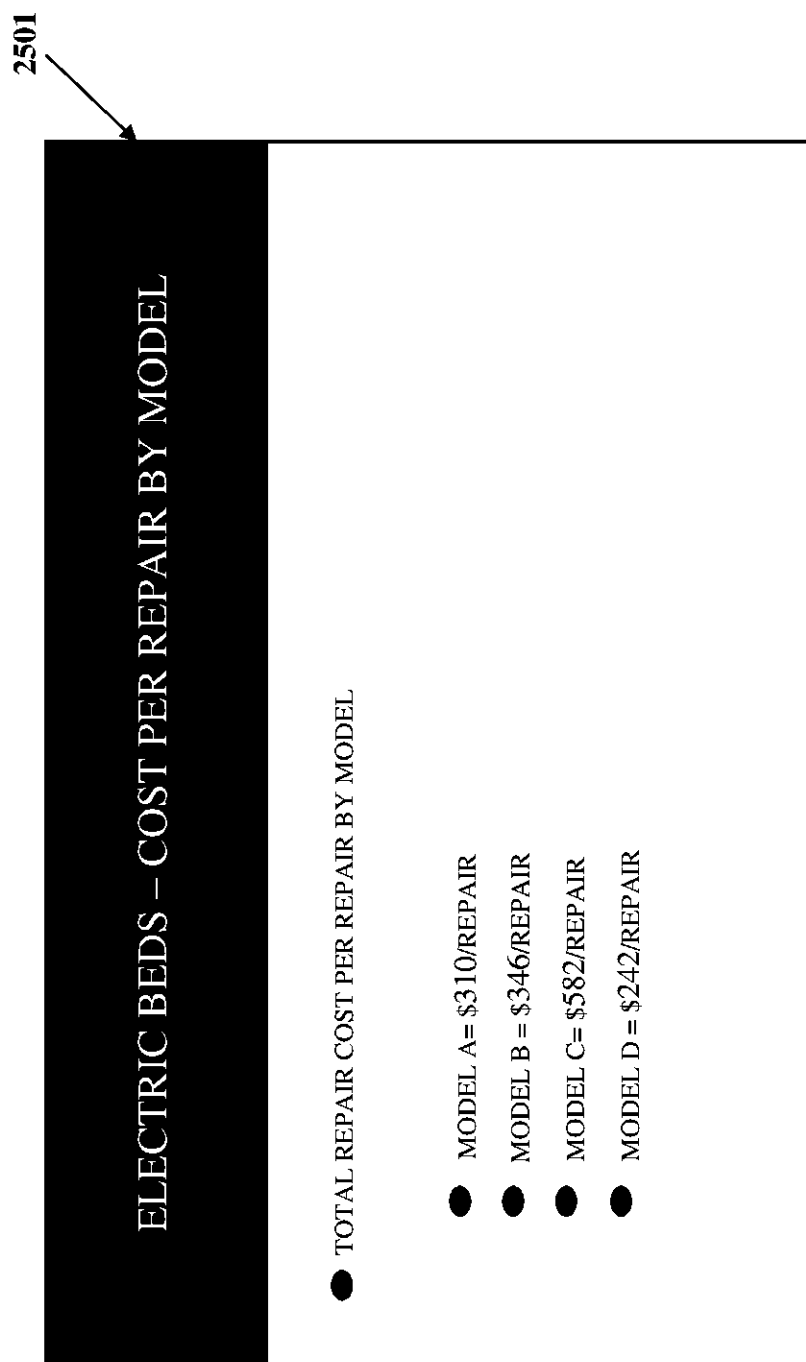 2501
ELECTRIC BEDS – COST PER REPAIR BY MODEL
TOTAL REPAIR COST PER REPAIR BY MODEL
MODEL A= $310/REPAIR
MODEL B = $346/REPAIR
MODEL C= $582/REPAIR
MODEL D = $242/REPAIR